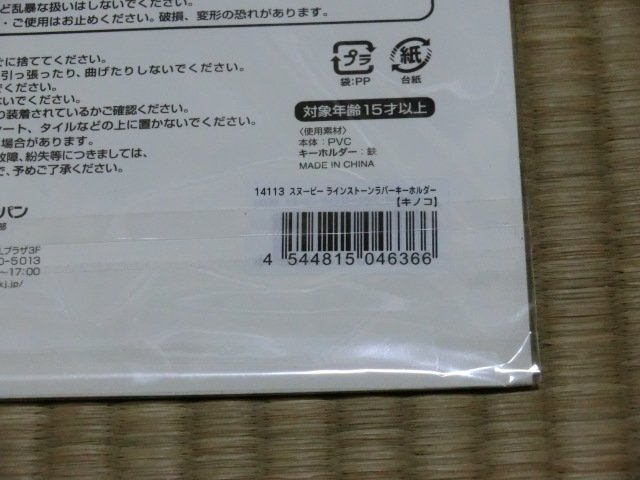 ど乱暴な扱いはしないでください。
・ご使用はお止めください。破損、変形の恐れがあります。
プラ
紙
袋:PP
台紙
ぐに捨ててください。
引っ張ったり、曲げたりしないでください。
ください。
ないでください。
装着されているかご確認ください。
ート、タイルなどの上に置かないでください。
場合があります。
故障、紛失等につきましては、
で、予めご了承ください。
対象年齢15才以上
〈使用素材〉
本体:PVC
キーホルダー:鉄
MADE IN CHINA
14113 スヌーピー ラインストーンラバーキーホルダー
【キノコ】
4 544815 046366
パン
部
プラザ3F
0-5013
～17:00
kj.jp/